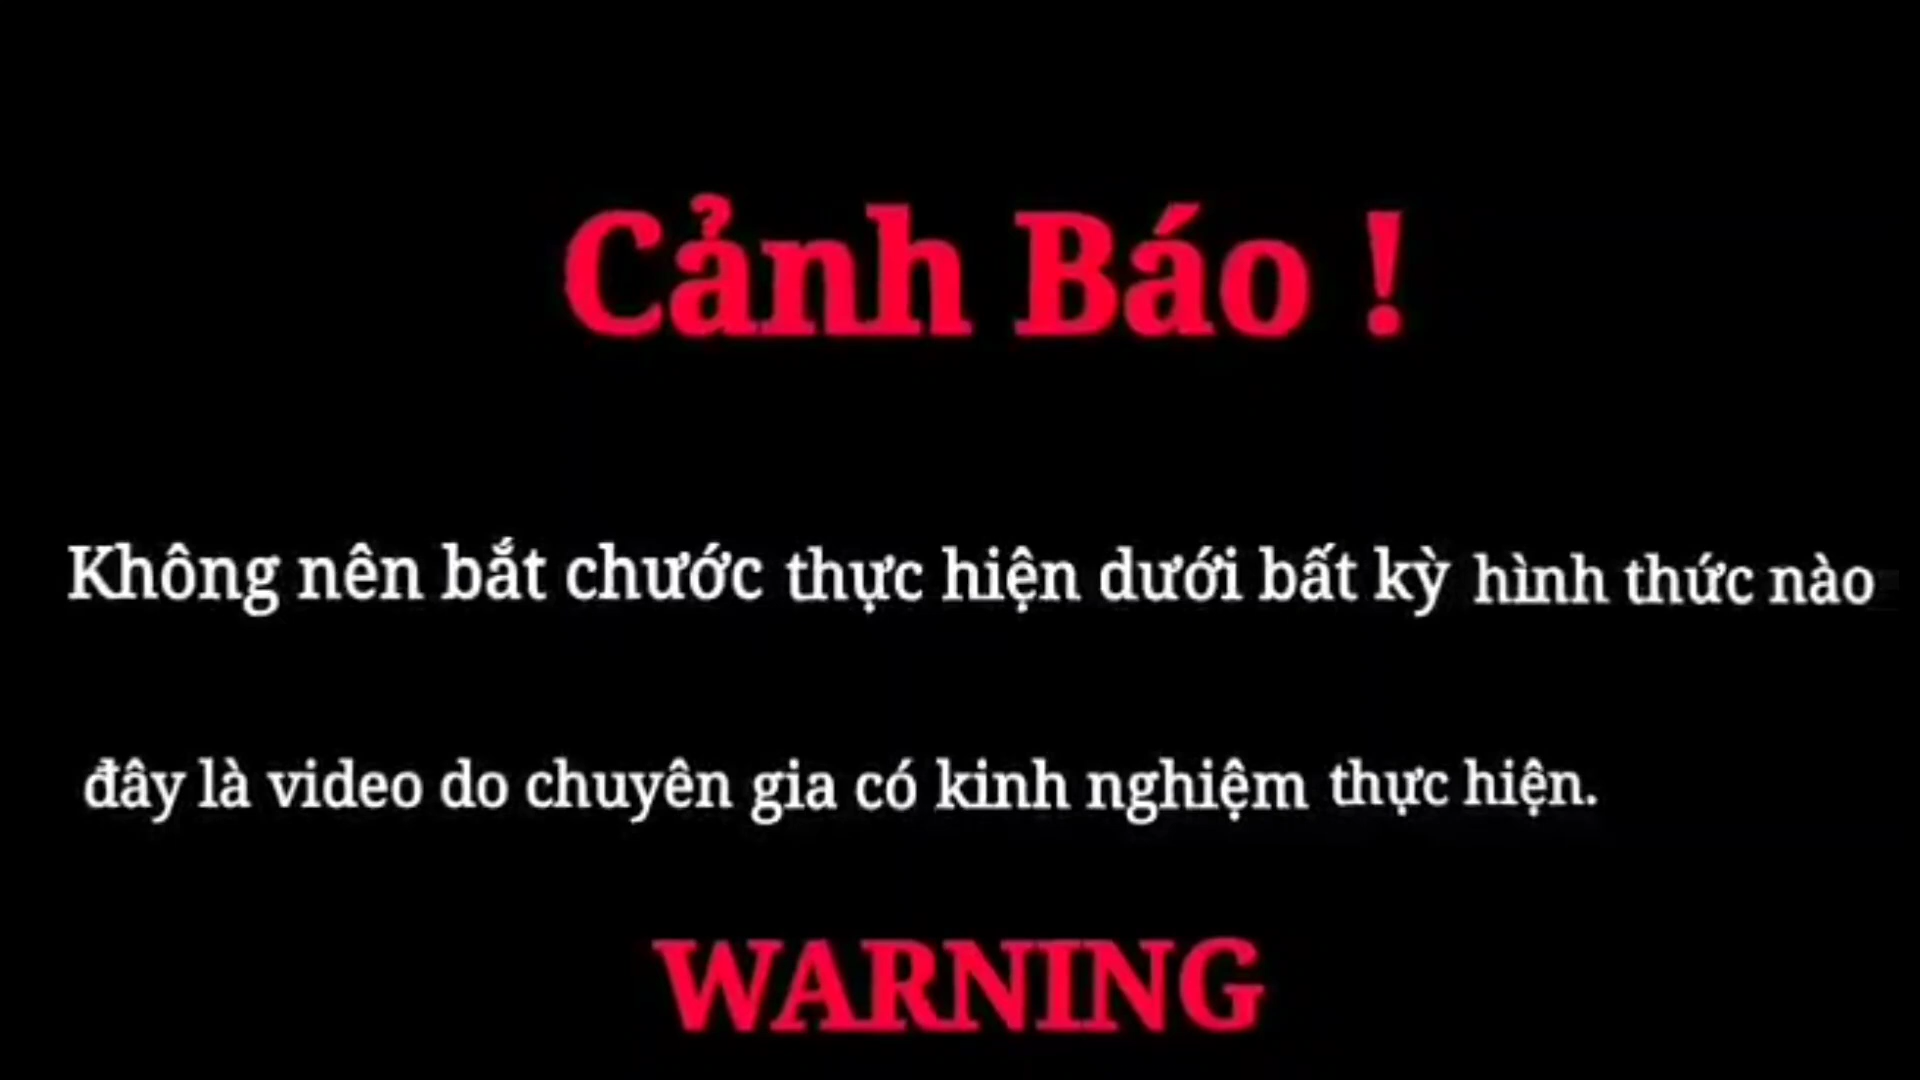 Cảnh Báo !
Không nên bắt chước thực hiện dưới bất kỳ hình thức nào
đây là video do chuyên gia có kinh nghiệm thực hiện.
WARNING